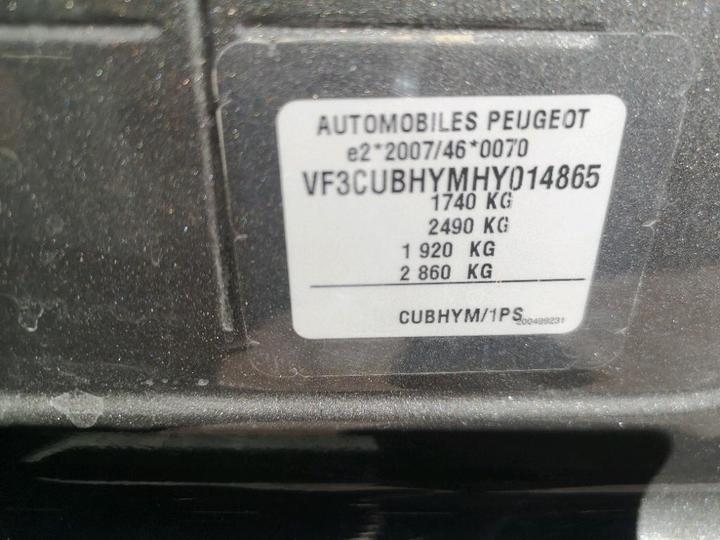 AUTOMOBILES PEUGEOT
e2*2007/46*0070
VF3CUBHYMHY014865
1740 KG
2490 KG
1 920 KG
2 860 KG
CUBHYM/1PS
200499231